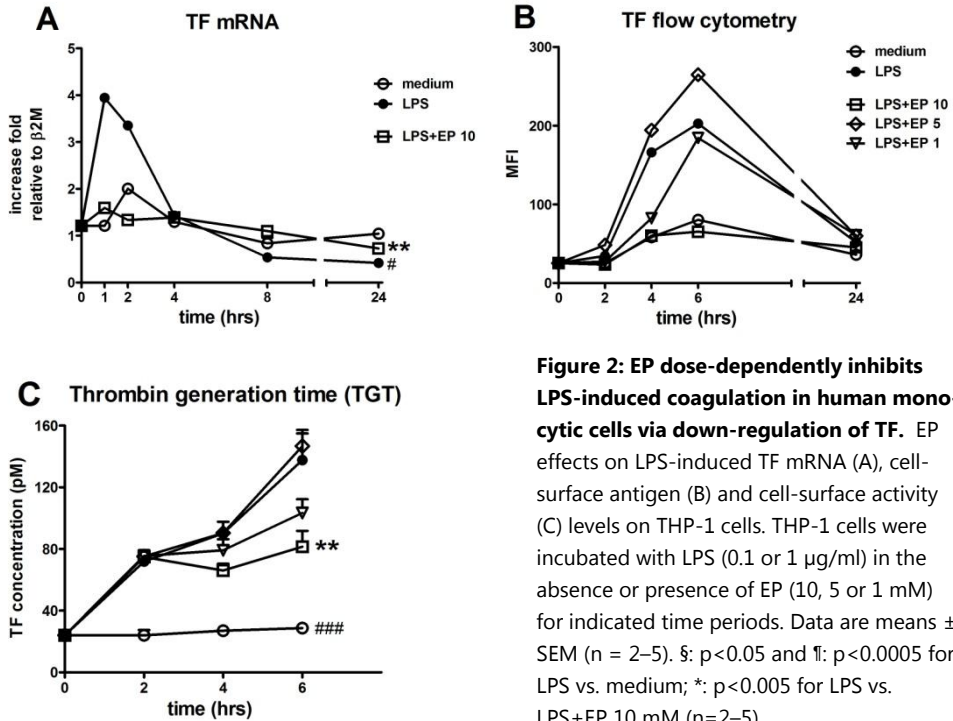 A
TF mRNA
5
4
3
2
1
0
increase fold
relative to β2M
0 1 2 4 8 24
time (hrs)
medium
LPS
LPS+EP 10
**
#
B
TF flow cytometry
300
200
100
0
MFI
0 2 4 6 24
time (hrs)
medium
LPS
LPS+EP 10
LPS+EP 5
LPS+EP 1
C
Thrombin generation time (TGT)
160
120
80
40
0
TF concentration (pM)
0 2 4 6
time (hrs)
**
###
Figure 2: EP dose-dependently inhibits
LPS-induced coagulation in human mono-
cytic cells via down-regulation of TF. EP
effects on LPS-induced TF mRNA (A), cell-
surface antigen (B) and cell-surface activity
(C) levels on THP-1 cells. THP-1 cells were
incubated with LPS (0.1 or 1 µg/ml) in the
absence or presence of EP (10, 5 or 1 mM)
for indicated time periods. Data are means ±
SEM (n = 2–5). §: p<0.05 and ¶: p<0.0005 for
LPS vs. medium; *: p<0.005 for LPS vs.
LPS+EP 10 mM (n=2–5)